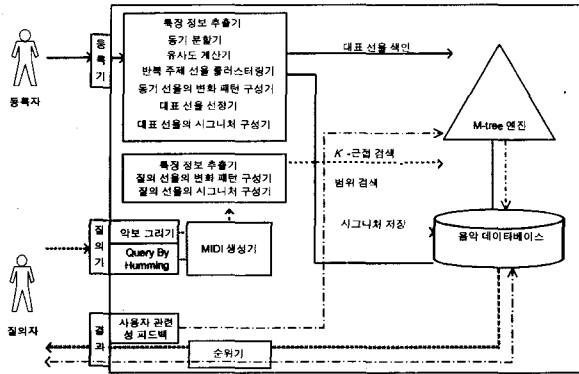 특징 정보 추출기
동기 분할기
유사도 계산기
반복 주제 선율 클러스터링기
동기 선율의 변화 패턴 구성기
대표 선율 선정기
대표 선율의 시그니처 구성기
등록기
등록자
대표 선율 색인
M-tree 엔진
특징 정보 추출기
질의 선율의 변화 패턴 구성기
질의 선율의 시그니처 구성기
K -근접 검색
범위 검색
시그니처 저장
음악 데이타베이스
질의기
악보 그리기
Query By
Humming
MIDI 생성기
질의자
결과
사용자 관련
성 피드백
순위기